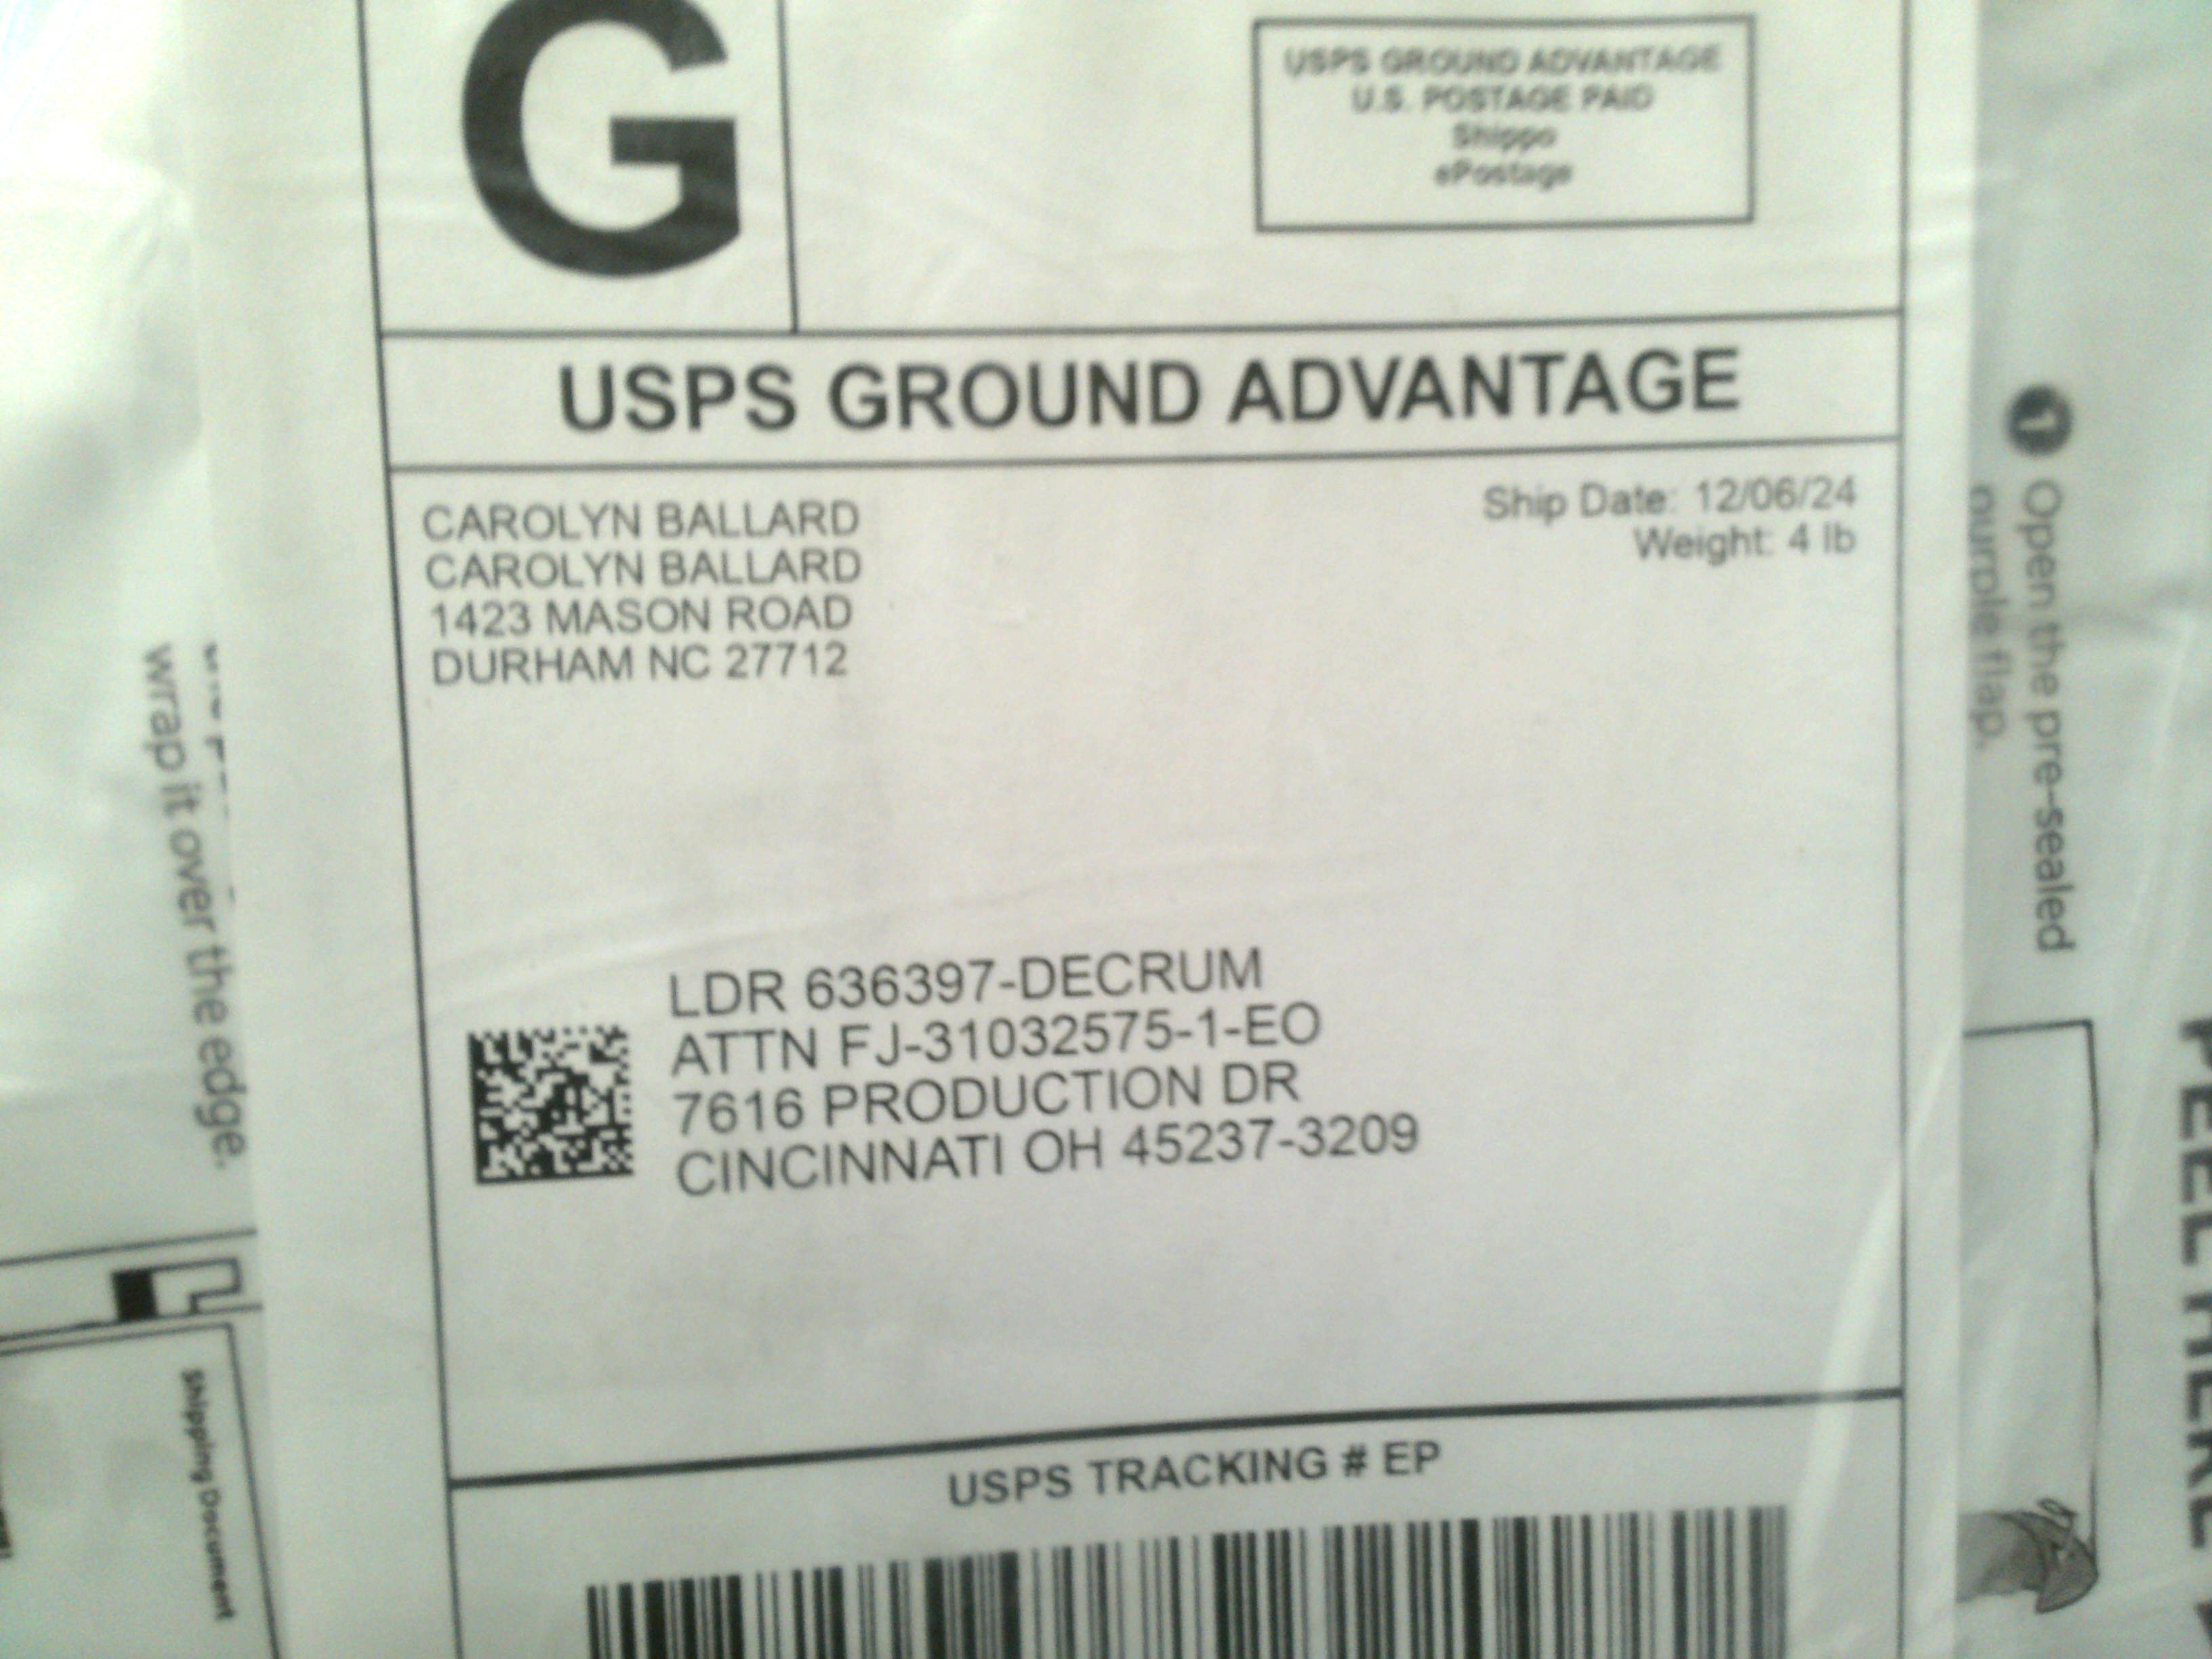 G
USPS GROUND ADVANTAGE
U.S. POSTAGE PAID
Shippo
ePostage
USPS GROUND ADVANTAGE
CAROLYN BALLARD
CAROLYN BALLARD
1423 MASON ROAD
DURHAM NC 27712
Ship Date: 12/06/24
Weight: 4 lb
LDR 636397-DECRUM
ATTN FJ-31032575-1-EO
7616 PRODUCTION DR
CINCINNATI OH 45237-3209
USPS TRACKING # EP
wrap it over the edge.
Shipping Document
1 Open the pre-sealed
purple flap.
PEEL HERE